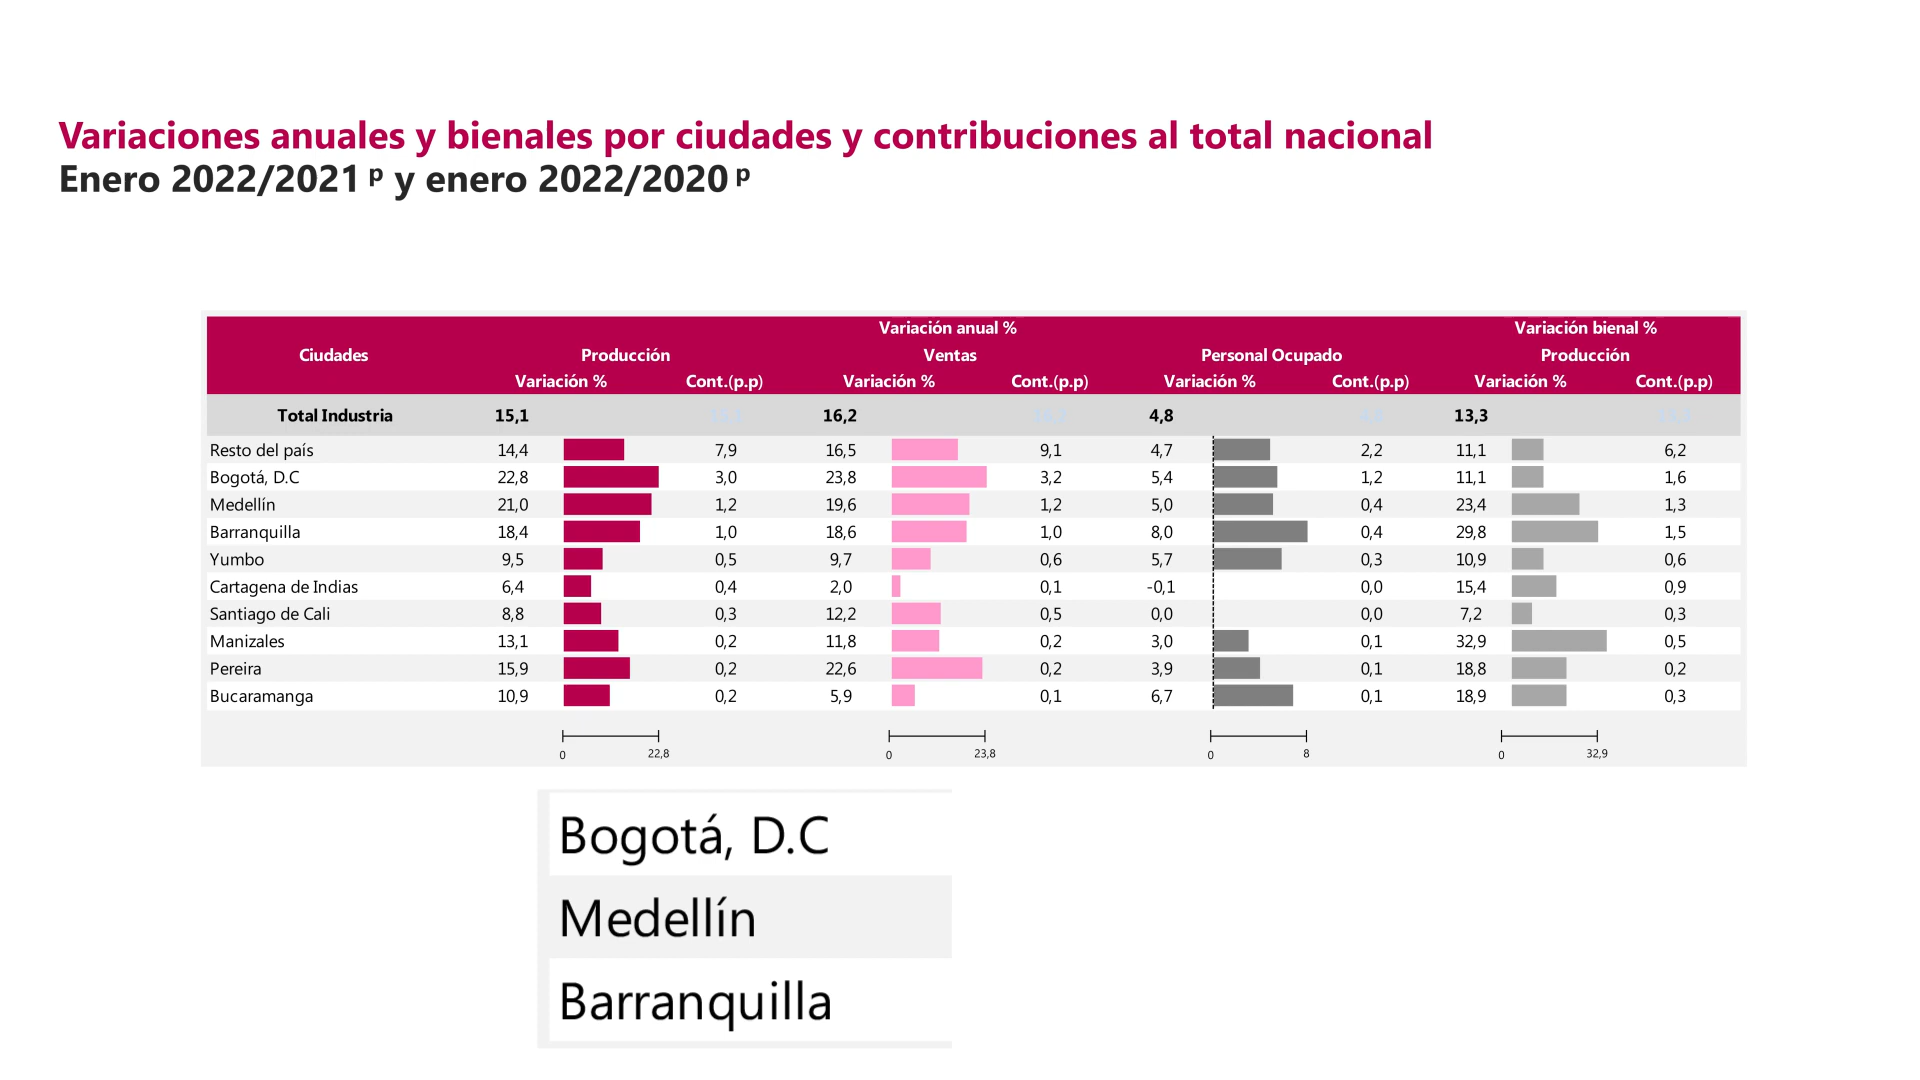 Variaciones anuales y bienales por ciudades y contribuciones al total nacional
Enero 2022/2021 p y enero 2022/2020 p
Variación anual % Variación bienal %
Ciudades Producción Ventas Personal Ocupado Producción
Variación % Cont.(p.p) Variación % Cont.(p.p) Variación % Cont.(p.p) Variación % Cont.(p.p)
Total Industria 15,1 15,1 16,2 16,2 4,8 4,8 13,3
Resto del país 14,4 7,9 16,5 9,1 4,7 2,2 11,1 6,2
Bogotá, D.C 22,8 3,0 23,8 3,2 5,4 1,2 11,1 1,6
Medellín 21,0 1,2 19,6 1,2 5,0 0,4 23,4 1,3
Barranquilla 18,4 1,0 18,6 1,0 8,0 0,4 29,8 1,5
Yumbo 9,5 0,5 9,7 0,6 5,7 0,3 10,9 0,6
Cartagena de Indias 6,4 0,4 2,0 0,1 -0,1 0,0 15,4 0,9
Santiago de Cali 8,8 0,3 12,2 0,5 0,0 0,0 7,2 0,3
Manizales 13,1 0,2 11,8 0,2 3,0 0,1 32,9 0,5
Pereira 15,9 0,2 22,6 0,2 3,9 0,1 18,8 0,2
Bucaramanga 10,9 0,2 5,9 0,1 6,7 0,1 18,9 0,3
0 22,8 0 23,8 0 8 0 32,9
Bogotá, D.C
Medellín
Barranquilla